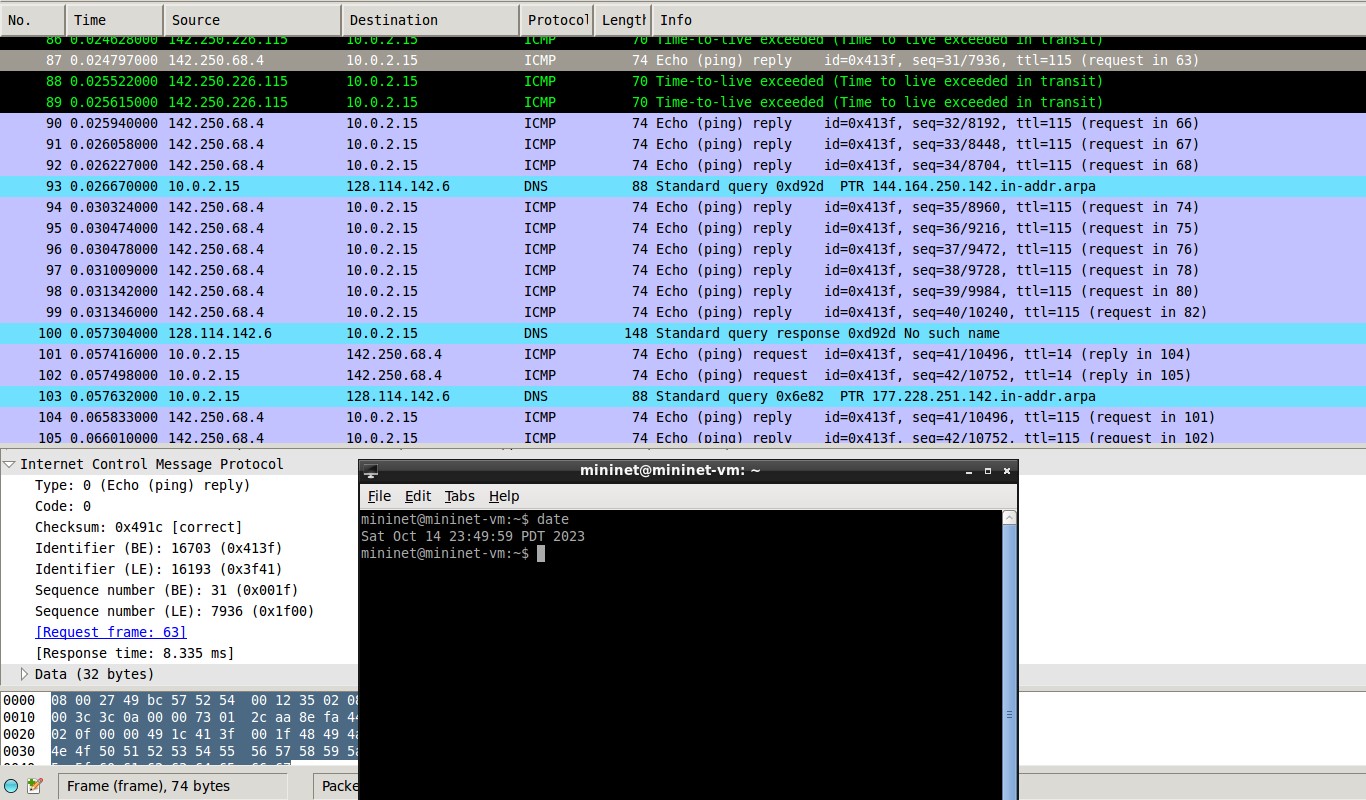 No. Time Source Destination Protocol Length Info
86 0.024628000 142.250.226.115 10.0.2.15 ICMP 70 Time-to-live exceeded (Time to live exceeded in transit)
87 0.024797000 142.250.68.4 10.0.2.15 ICMP 74 Echo (ping) reply id=0x413f, seq=31/7936, ttl=115 (request in 63)
88 0.025522000 142.250.226.115 10.0.2.15 ICMP 70 Time-to-live exceeded (Time to live exceeded in transit)
89 0.025615000 142.250.226.115 10.0.2.15 ICMP 70 Time-to-live exceeded (Time to live exceeded in transit)
90 0.025940000 142.250.68.4 10.0.2.15 ICMP 74 Echo (ping) reply id=0x413f, seq=32/8192, ttl=115 (request in 66)
91 0.026058000 142.250.68.4 10.0.2.15 ICMP 74 Echo (ping) reply id=0x413f, seq=33/8448, ttl=115 (request in 67)
92 0.026227000 142.250.68.4 10.0.2.15 ICMP 74 Echo (ping) reply id=0x413f, seq=34/8704, ttl=115 (request in 68)
93 0.026670000 10.0.2.15 128.114.142.6 DNS 88 Standard query 0xd92d PTR 144.164.250.142.in-addr.arpa
94 0.030324000 142.250.68.4 10.0.2.15 ICMP 74 Echo (ping) reply id=0x413f, seq=35/8960, ttl=115 (request in 74)
95 0.030474000 142.250.68.4 10.0.2.15 ICMP 74 Echo (ping) reply id=0x413f, seq=36/9216, ttl=115 (request in 75)
96 0.030478000 142.250.68.4 10.0.2.15 ICMP 74 Echo (ping) reply id=0x413f, seq=37/9472, ttl=115 (request in 76)
97 0.031009000 142.250.68.4 10.0.2.15 ICMP 74 Echo (ping) reply id=0x413f, seq=38/9728, ttl=115 (request in 78)
98 0.031342000 142.250.68.4 10.0.2.15 ICMP 74 Echo (ping) reply id=0x413f, seq=39/9984, ttl=115 (request in 80)
99 0.031346000 142.250.68.4 10.0.2.15 ICMP 74 Echo (ping) reply id=0x413f, seq=40/10240, ttl=115 (request in 82)
100 0.057304000 128.114.142.6 10.0.2.15 DNS 148 Standard query response 0xd92d No such name
101 0.057416000 10.0.2.15 142.250.68.4 ICMP 74 Echo (ping) request id=0x413f, seq=41/10496, ttl=14 (reply in 104)
102 0.057498000 10.0.2.15 142.250.68.4 ICMP 74 Echo (ping) request id=0x413f, seq=42/10752, ttl=14 (reply in 105)
103 0.057632000 10.0.2.15 128.114.142.6 DNS 88 Standard query 0x6e82 PTR 177.228.251.142.in-addr.arpa
104 0.065833000 142.250.68.4 10.0.2.15 ICMP 74 Echo (ping) reply id=0x413f, seq=41/10496, ttl=115 (request in 101)
105 0.066010000 142.250.68.4 10.0.2.15 ICMP 74 Echo (ping) reply id=0x413f, seq=42/10752, ttl=115 (request in 102)
Internet Control Message Protocol
Type: 0 (Echo (ping) reply)
Code: 0
Checksum: 0x491c [correct]
Identifier (BE): 16703 (0x413f)
Identifier (LE): 16193 (0x3f41)
Sequence number (BE): 31 (0x001f)
Sequence number (LE): 7936 (0x1f00)
[Request frame: 63]
[Response time: 8.335 ms]
Data (32 bytes)
0000 08 00 27 49 bc 57 52 54 00 12 35 02 08
0010 00 3c 3c 0a 00 00 73 01 2c aa 8e fa 44
0020 02 0f 00 00 49 1c 41 3f 00 1f 48 49 4a
0030 4e 4f 50 51 52 53 54 55 56 57 58 59 5a
Frame (frame), 74 bytes
Packe
mininet@mininet-vm: ~
File Edit Tabs Help
mininet@mininet-vm:~$ date
Sat Oct 14 23:49:59 PDT 2023
mininet@mininet-vm:~$